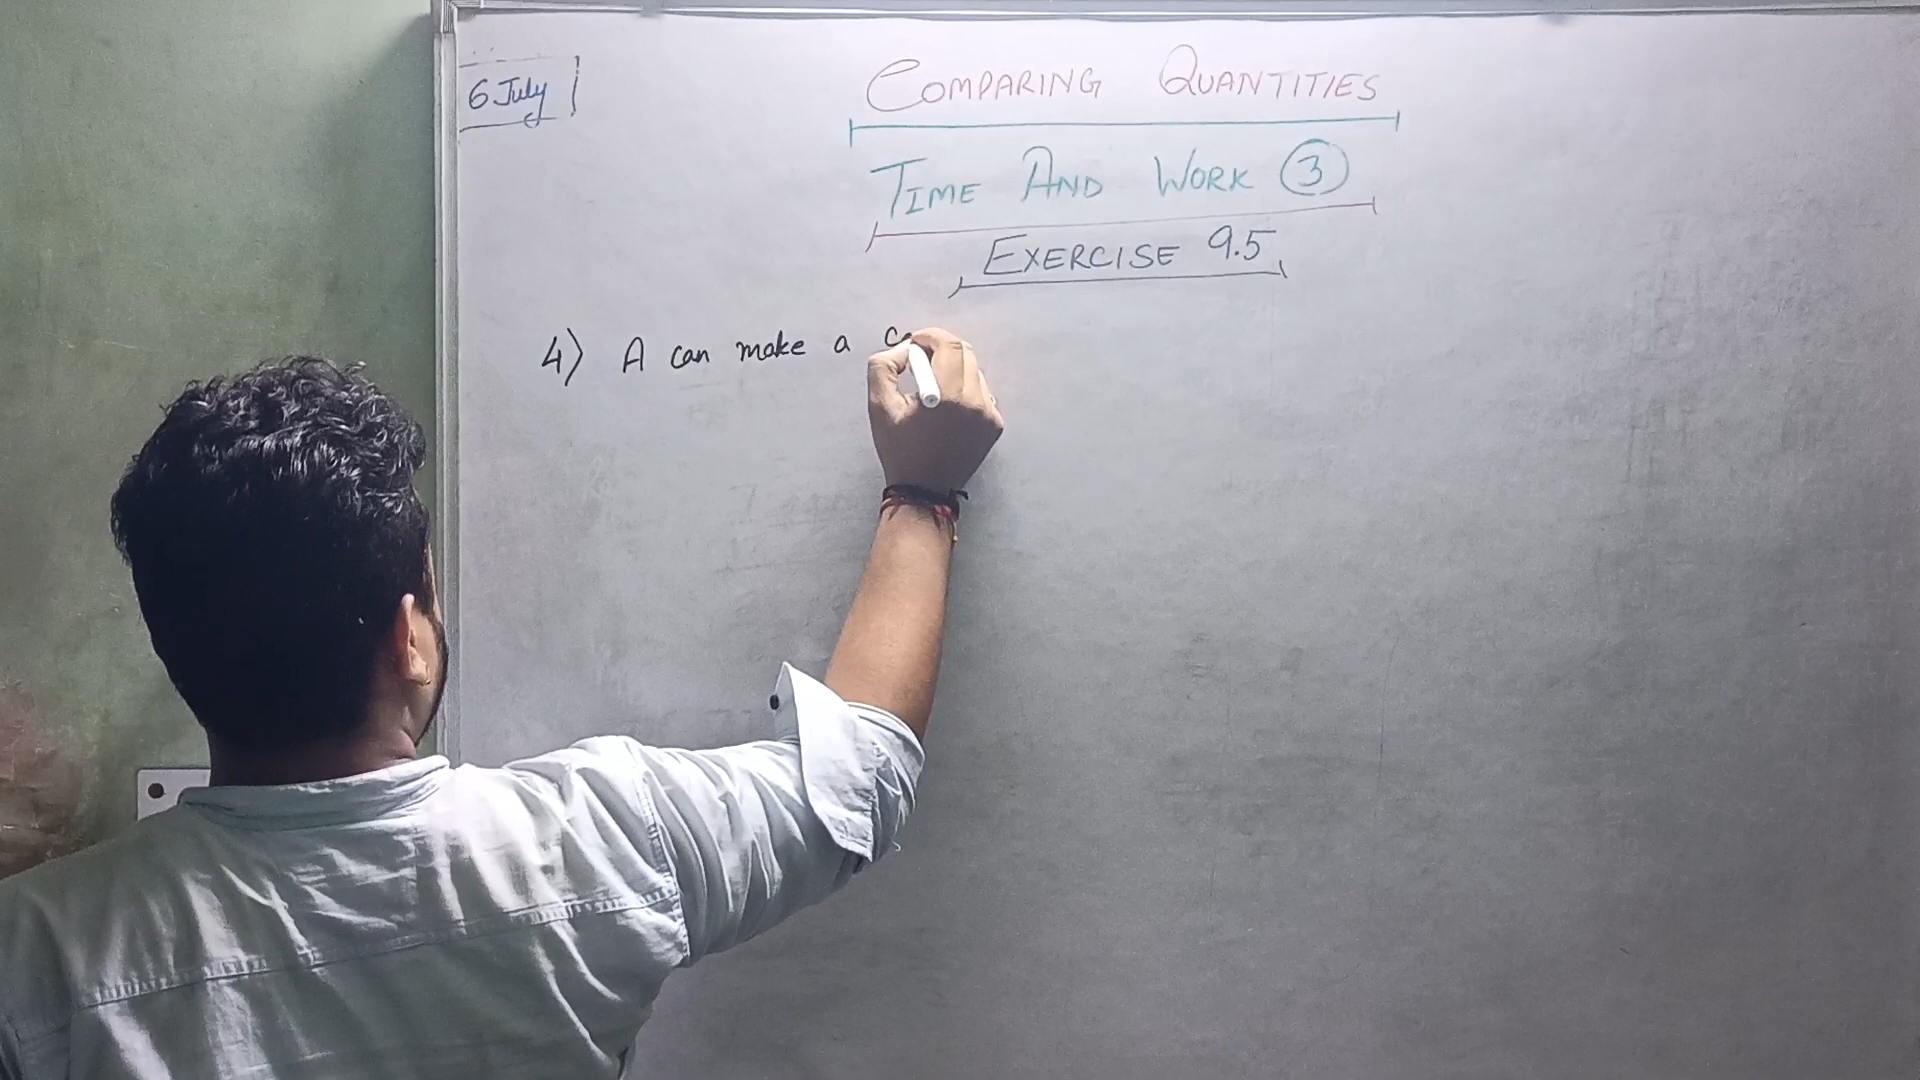 6 July
COMPARING QUANTITIES
TIME AND WORK 3
EXERCISE 9.5
4) A can make a